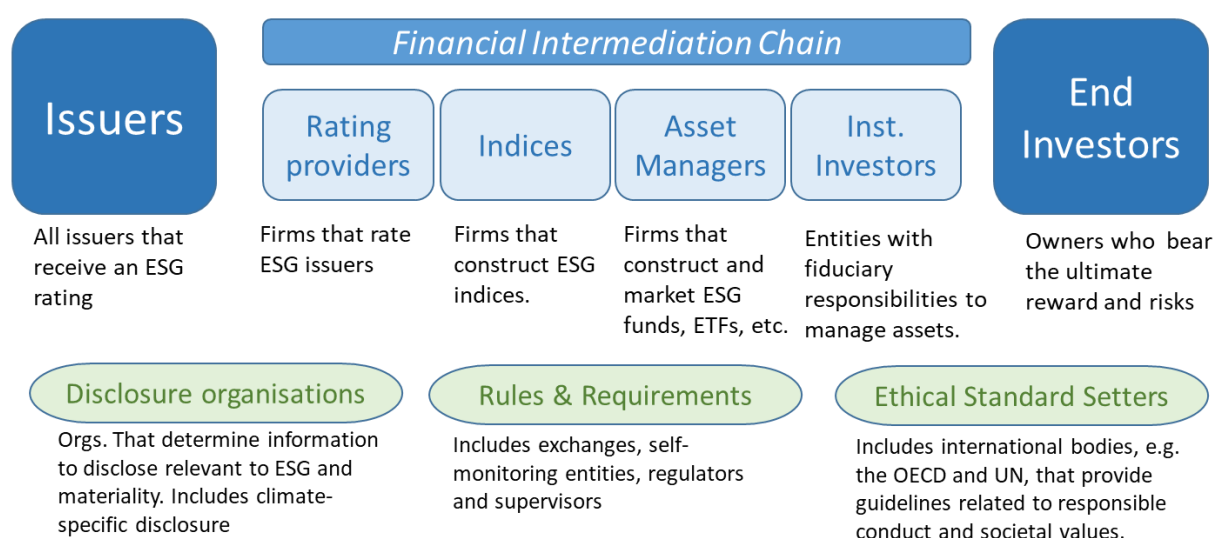 Issuers
All issuers that
receive an ESG
rating
Financial Intermediation Chain
Rating
providers
Firms that rate
ESG issuers
Indices
Firms that
construct ESG
indices.
Asset
Managers
Firms that
construct and
market ESG
funds, ETFs, etc.
Inst.
Investors
Entities with
fiduciary
responsibilities to
manage assets.
End
Investors
Owners who bear
the ultimate
reward and risks
Disclosure organisations
Orgs. That determine information
to disclose relevant to ESG and
materiality. Includes climate-
specific disclosure
Rules & Requirements
Includes exchanges, self-
monitoring entities, regulators
and supervisors
Ethical Standard Setters
Includes international bodies, e.g.
the OECD and UN, that provide
guidelines related to responsible
conduct and societal values.